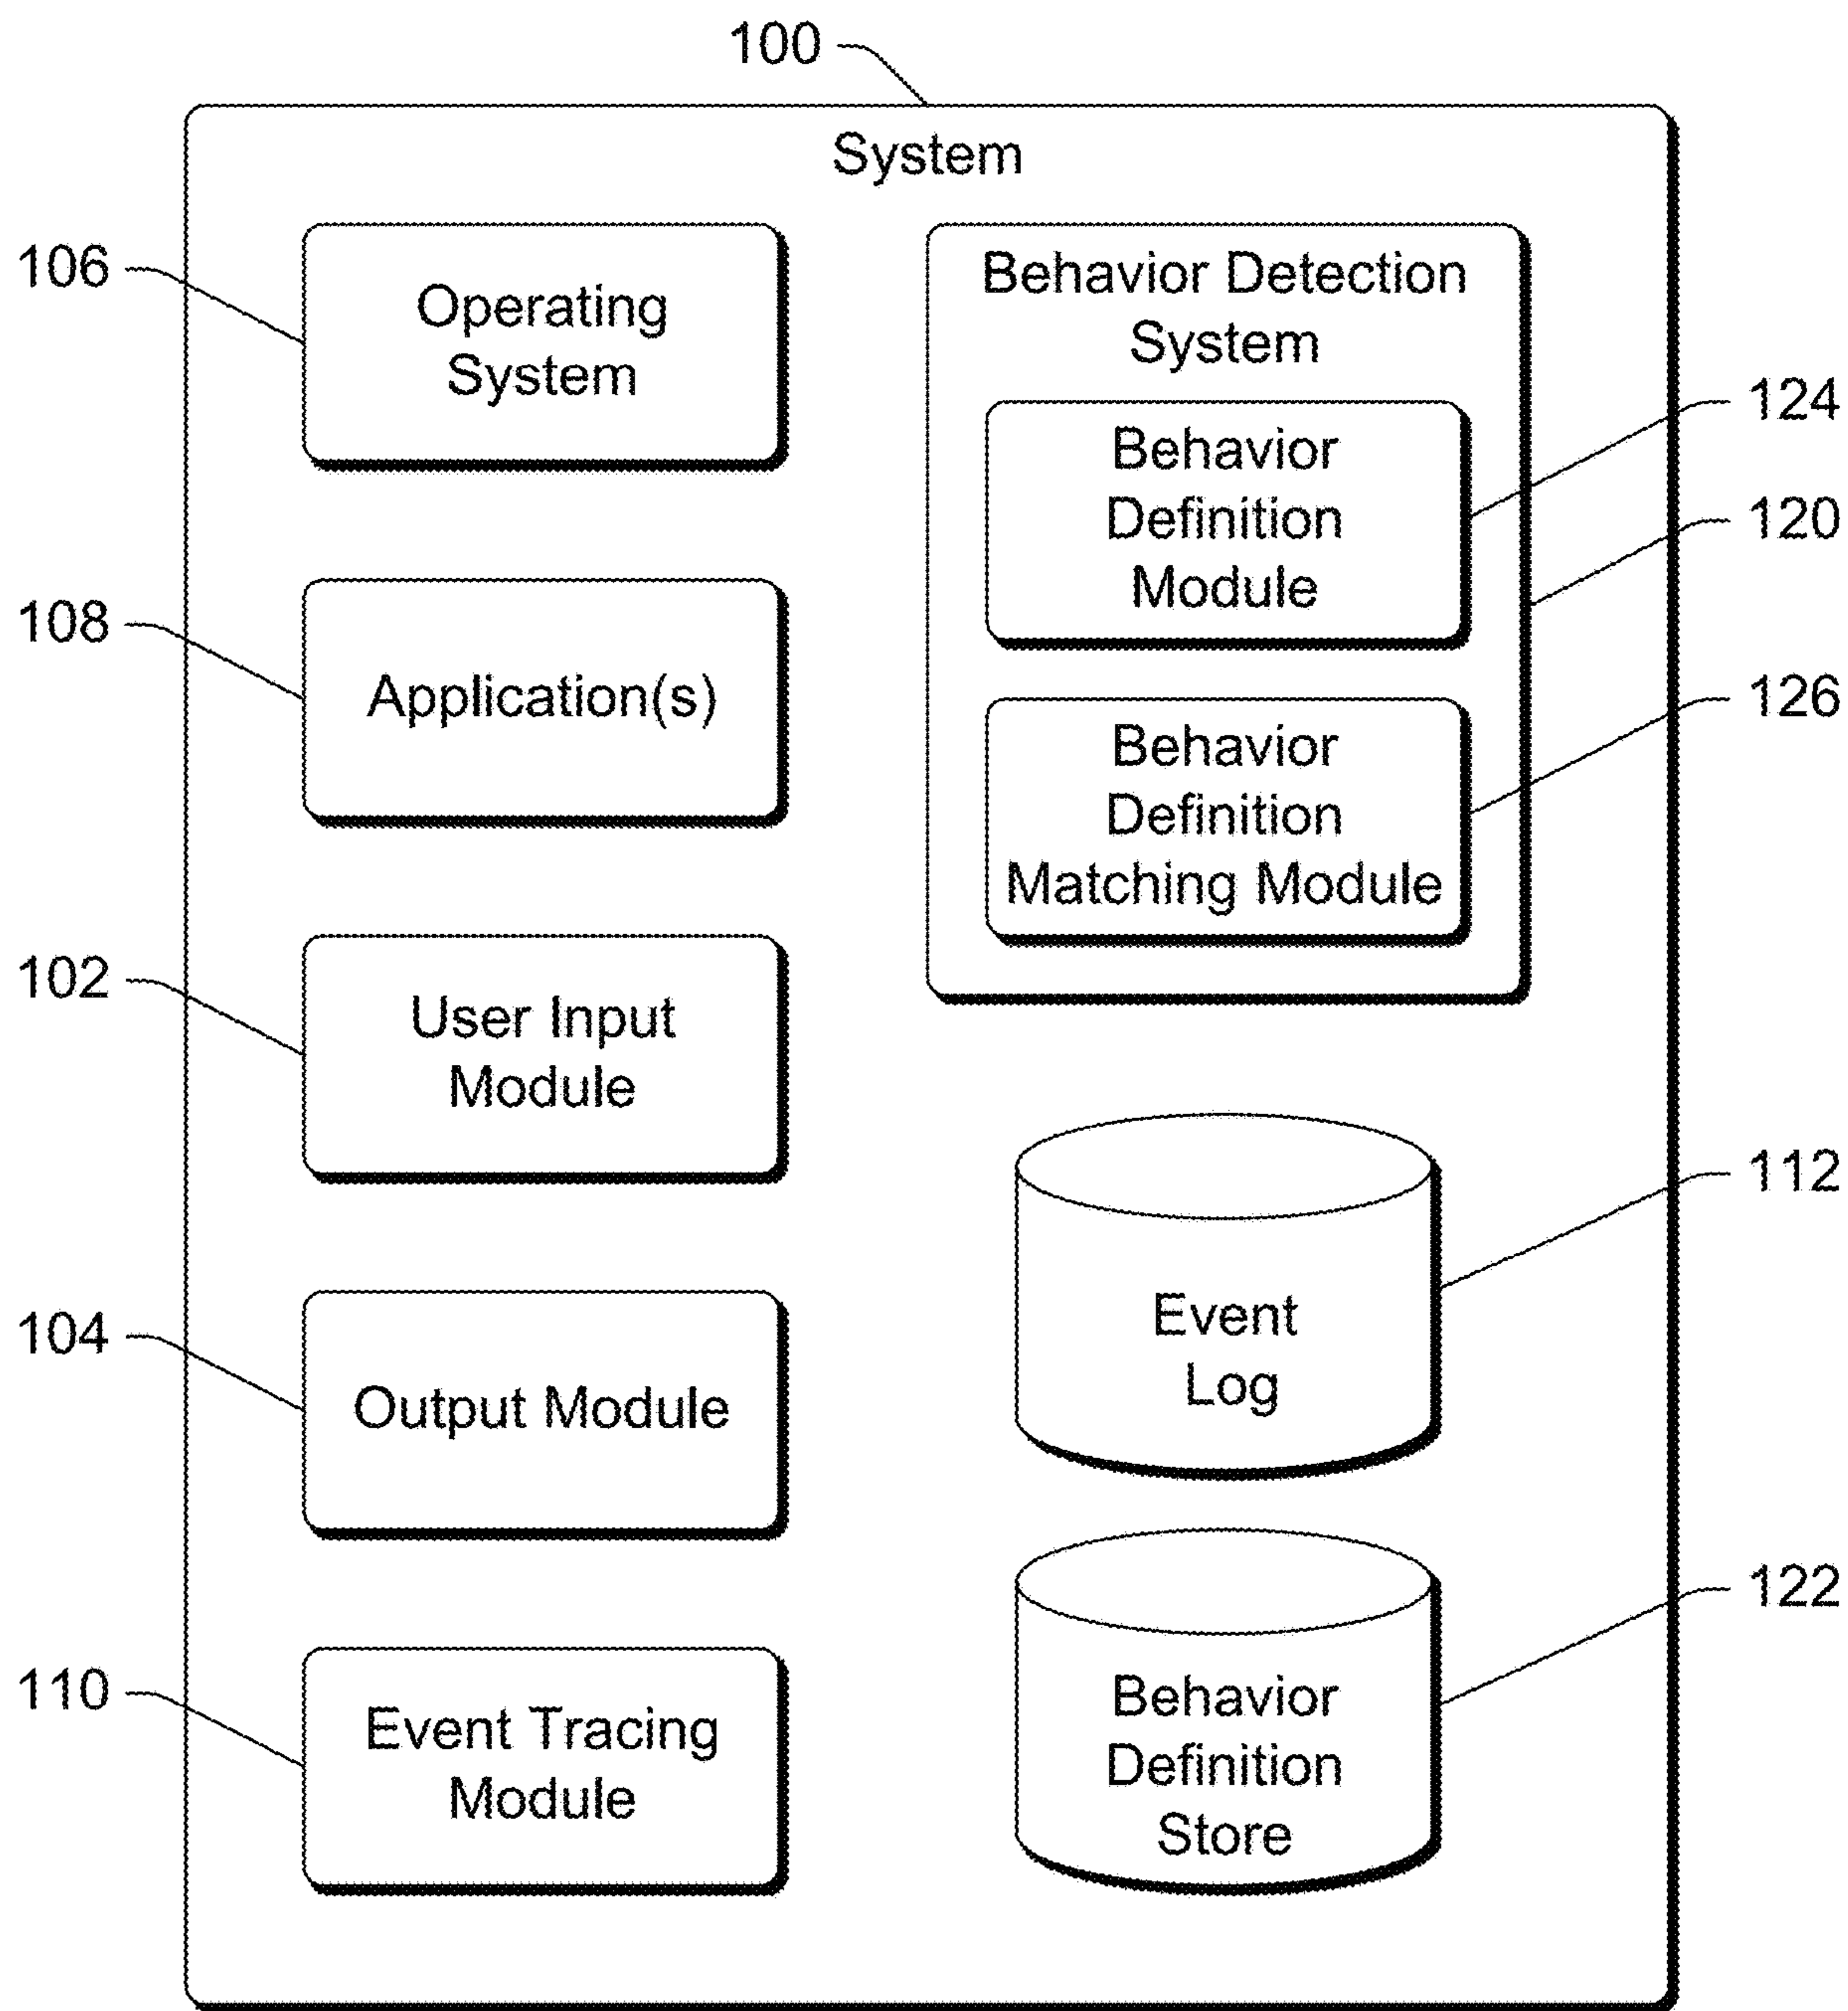 100
System
106
Operating
System
108
Application(s)
102
User Input
Module
104
Output Module
110
Event Tracing
Module
Behavior Detection
System
124
Behavior
Definition
Module
120
126
Behavior
Definition
Matching Module
112
Event
Log
122
Behavior
Definition
Store